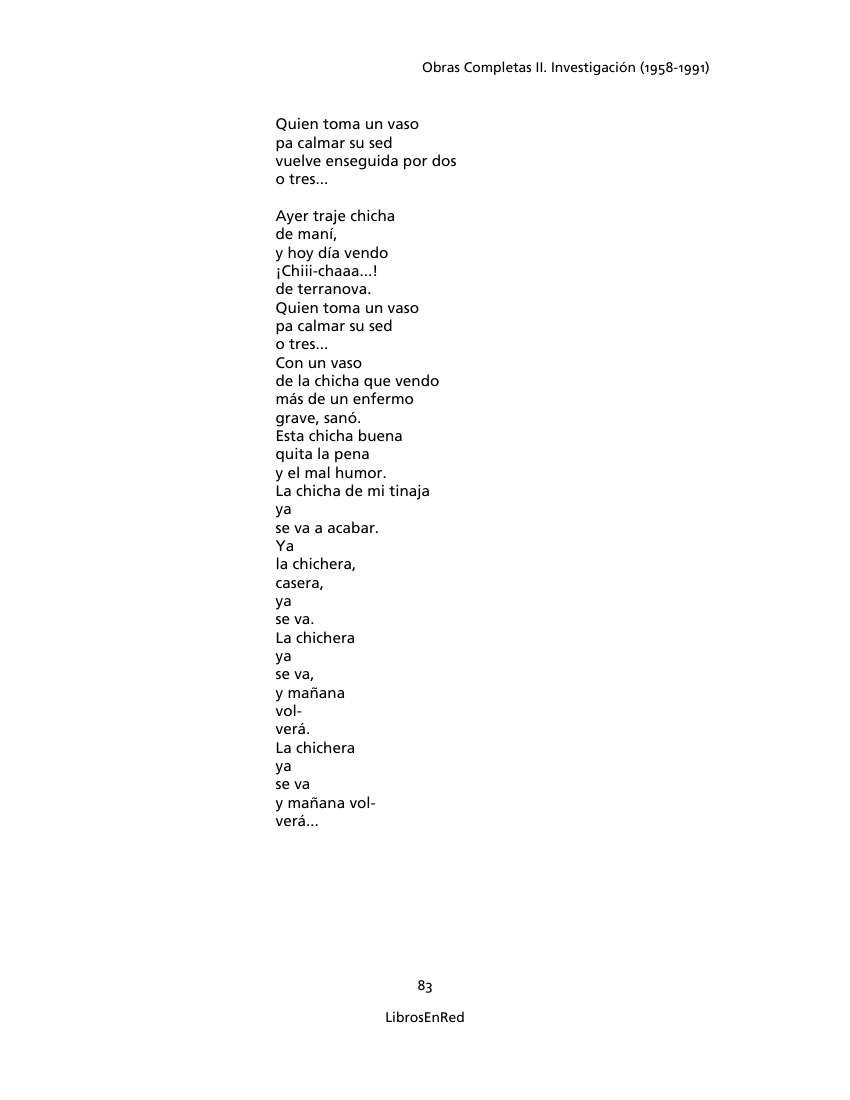 Obras Completas II. Investigación (1958-1991)
Quien toma un vaso
pa calmar su sed
vuelve enseguida por dos
o tres...
Ayer traje chicha
de maní,
y hoy día vendo
¡Chiii-chaaa...!
de terranova.
Quien toma un vaso
pa calmar su sed
o tres...
Con un vaso
de la chicha que vendo
más de un enfermo
grave, sanó.
Esta chicha buena
quita la pena
y el mal humor.
La chicha de mi tinaja
ya
se va a acabar.
Ya
la chichera,
casera,
ya
se va.
La chichera
ya
se va,
y mañana
vol-
verá.
La chichera
ya
se va
y mañana vol-
verá...
83
LibrosEnRed